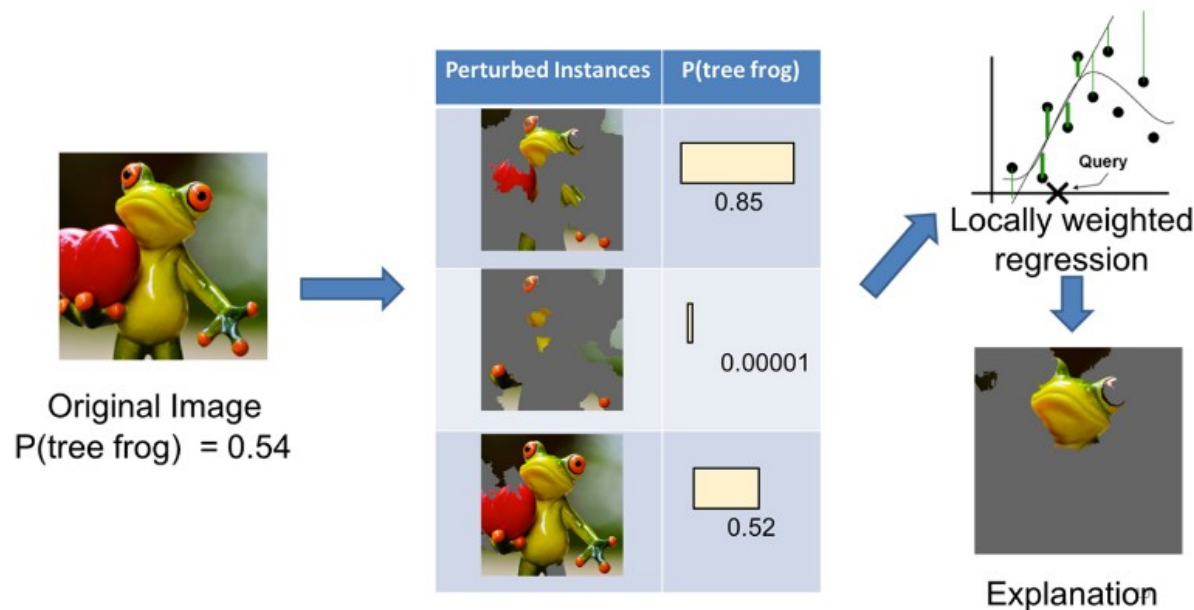 Perturbed Instances
P(tree frog)
0.85
0.00001
0.52
Original Image
P(tree frog) = 0.54
Query
Locally weighted
regression
Explanation